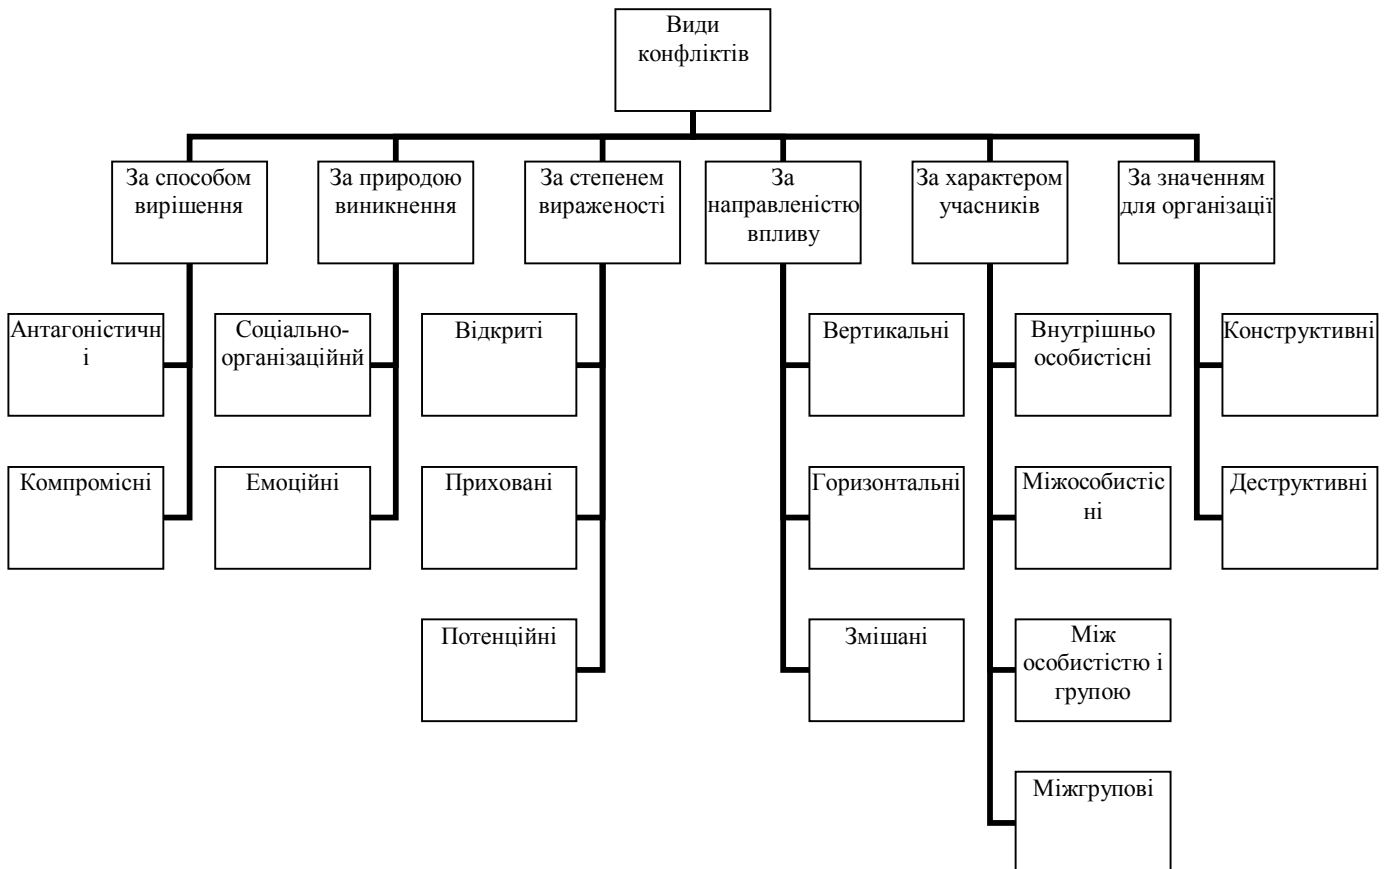 Види
конфліктів
За способом
вирішення
За природою
виникнення
За степенем
вираженості
За
направленістю
впливу
За характером
учасників
За значенням
для організації
Антагоністичн
і
Соціально-
організаційнй
Відкриті
Вертикальні
Внутрішньо
особистісні
Конструктивні
Компромісні
Емоційні
Приховані
Горизонтальні
Міжособистіс
ні
Деструктивні
Потенційні
Змішані
Між
особистістю і
групою
Міжгрупові